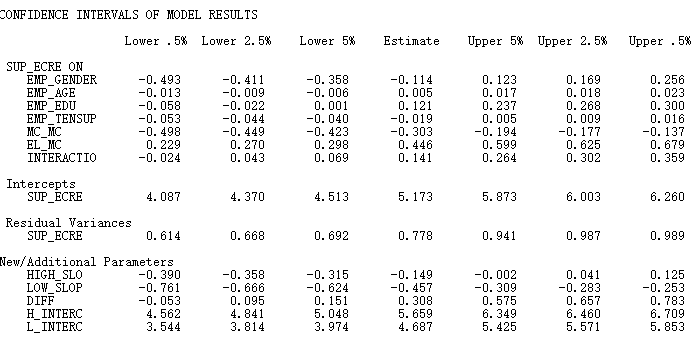 CONFIDENCE INTERVALS OF MODEL RESULTS
Lower .5% Lower 2.5% Lower 5% Estimate Upper 5% Upper 2.5% Upper .5%
SUP_ECRE ON
EMP_GENDER -0.493 -0.411 -0.358 -0.114 0.123 0.169 0.256
EMP_AGE -0.013 -0.009 -0.006 0.005 0.017 0.018 0.023
EMP_EDU -0.058 -0.022 0.001 0.121 0.237 0.268 0.300
EMP_TENSUP -0.053 -0.044 -0.040 -0.019 0.005 0.009 0.016
MC_MC -0.498 -0.449 -0.423 -0.303 -0.194 -0.177 -0.137
EL_MC 0.229 0.270 0.298 0.446 0.599 0.625 0.679
INTERACTIO -0.024 0.043 0.069 0.141 0.264 0.302 0.359
Intercepts
SUP_ECRE 4.087 4.370 4.513 5.173 5.873 6.003 6.260
Residual Variances
SUP_ECRE 0.614 0.668 0.692 0.778 0.941 0.987 0.989
New/Additional Parameters
HIGH_SLO -0.390 -0.358 -0.315 -0.149 -0.002 0.041 0.125
LOW_SLOP -0.761 -0.666 -0.624 -0.457 -0.309 -0.283 -0.253
DIFF -0.053 0.095 0.151 0.308 0.575 0.657 0.783
H_INTERC 4.562 4.841 5.048 5.659 6.349 6.460 6.709
L_INTERC 3.544 3.814 3.974 4.687 5.425 5.571 5.853